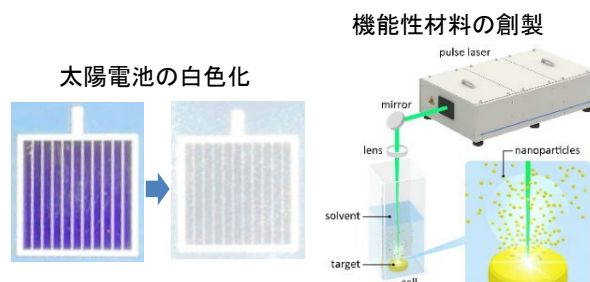 機能性材料の創製
太陽電池の白色化
pulse laser
mirror
lens
nanoparticles
solvent
target
cell